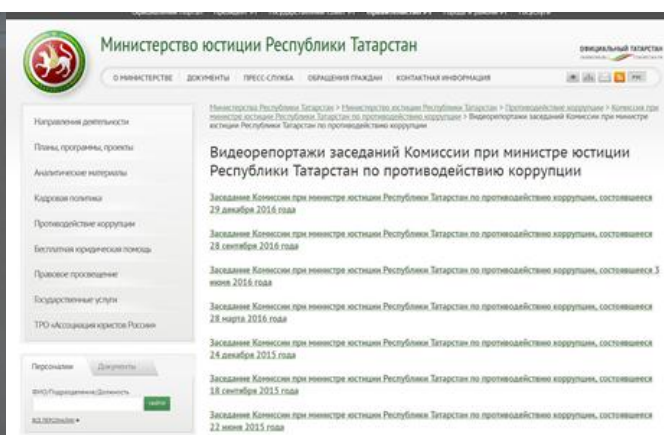 Министерство юстиции Республики Татарстан
ОФИЦИАЛЬНЫЙ ТАТАРСТАН
О МИНИСТЕРСТВЕ ДОКУМЕНТЫ ПРЕСС-СЛУЖБА ОБРАЩЕНИЯ ГРАЖДАН КОНТАКТНАЯ ИНФОРМАЦИЯ
РУС
Министерства Республики Татарстан > Министерство юстиции Республики Татарстан > Противодействие коррупции > Комиссия при
министре юстиции Республики Татарстан по противодействию коррупции > Видеорепортажи заседаний Комиссии при министре
юстиции Республики Татарстан по противодействию коррупции
Направления деятельности
Планы, программы, проекты
Аналитические материалы
Кадровая политика
Противодействие коррупции
Бесплатная юридическая помощь
Правовое просвещение
Государственные услуги
ТРО «Ассоциация юристов России»
Персоналии Документы
ФИО/Подразделение/Должность
НАЙТИ
ВСЕ ПЕРСОНАЛИИ
Видеорепортажи заседаний Комиссии при министре юстиции
Республики Татарстан по противодействию коррупции
Заседание Комиссии при министре юстиции Республики Татарстан по противодействию коррупции, состоявшееся
29 декабря 2016 года
Заседание Комиссии при министре юстиции Республики Татарстан по противодействию коррупции, состоявшееся
28 сентября 2016 года
Заседание Комиссии при министре юстиции Республики Татарстан по противодействию коррупции, состоявшееся 3
июня 2016 года
Заседание Комиссии при министре юстиции Республики Татарстан по противодействию коррупции, состоявшееся
28 марта 2016 года
Заседание Комиссии при министре юстиции Республики Татарстан по противодействию коррупции, состоявшееся
24 декабря 2015 года
Заседание Комиссии при министре юстиции Республики Татарстан по противодействию коррупции, состоявшееся
18 сентября 2015 года
Заседание Комиссии при министре юстиции Республики Татарстан по противодействию коррупции, состоявшееся
22 июня 2015 года